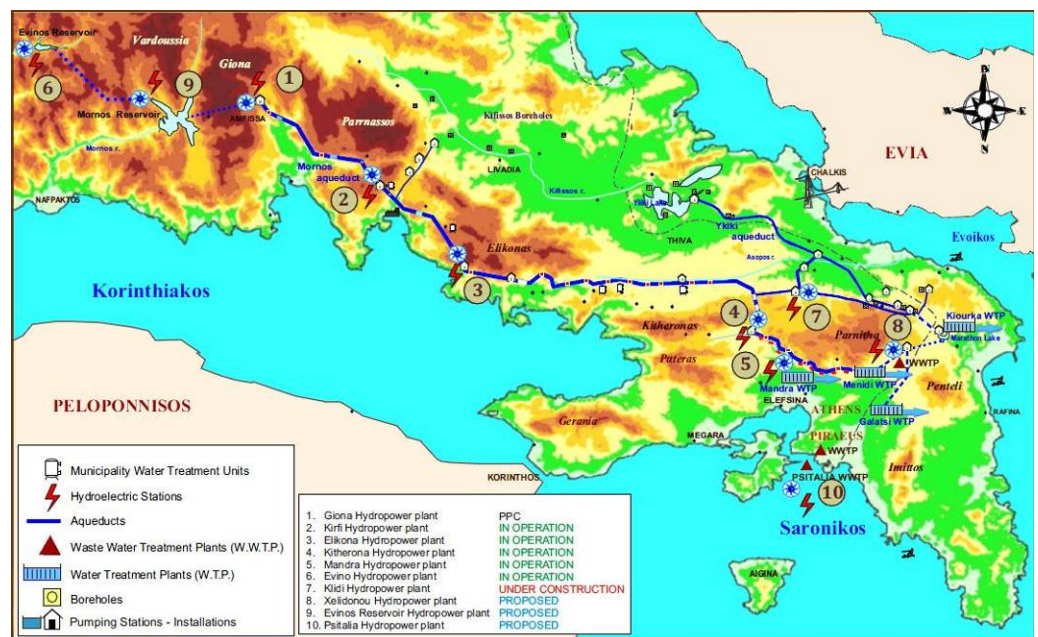 Evinos Reservoir
Vardoussia
Giona
1
6
9
Mornos Reservoir
AMFISSA
Parrnassos
Kifissos Boreholes
N
S
EVIA
Mornos r.
Mornos
aqueduct
LIVADIA
Kifissos r.
CHALKIS
NAFPAKTOS
2
Yliki Lake
Ykiki
aqueduct
THIVA
Evoikos
Elikonas
Asopos r.
Korinthiakos
3
7
4
Kitharonas
8
Kiourka WTP
Parnitha
Marathon Lake
Pateras
5
WWTP
Mandra WTP
Menidi WTP
Penteli
ELEFSINA
PELOPONNISOS
ATHENS
Galatsi WTP
RAFINA
Gerania
MEGARA
PIRAEUS
WWTP
Imittos
KORINTHOS
PSITALIA WWTP
10
Saronikos
AIGINA
Municipality Water Treatment Units
Hydroelectric Stations
Aqueducts
Waste Water Treatment Plants (W.W.T.P.)
Water Treatment Plants (W.T.P.)
Boreholes
Pumping Stations - Installations
1. Giona Hydropower plant PPC
2. Kirfi Hydropower plant IN OPERATION
3. Elikona Hydropower plant IN OPERATION
4. Kitherona Hydropower plant IN OPERATION
5. Mandra Hydropower plant IN OPERATION
6. Evino Hydropower plant IN OPERATION
7. Klidi Hydropower plant UNDER CONSTRUCTION
8. Xelidonou Hydropower plant PROPOSED
9. Evinos Reservoir Hydropower plant PROPOSED
10. Psitalia Hydropower plant PROPOSED